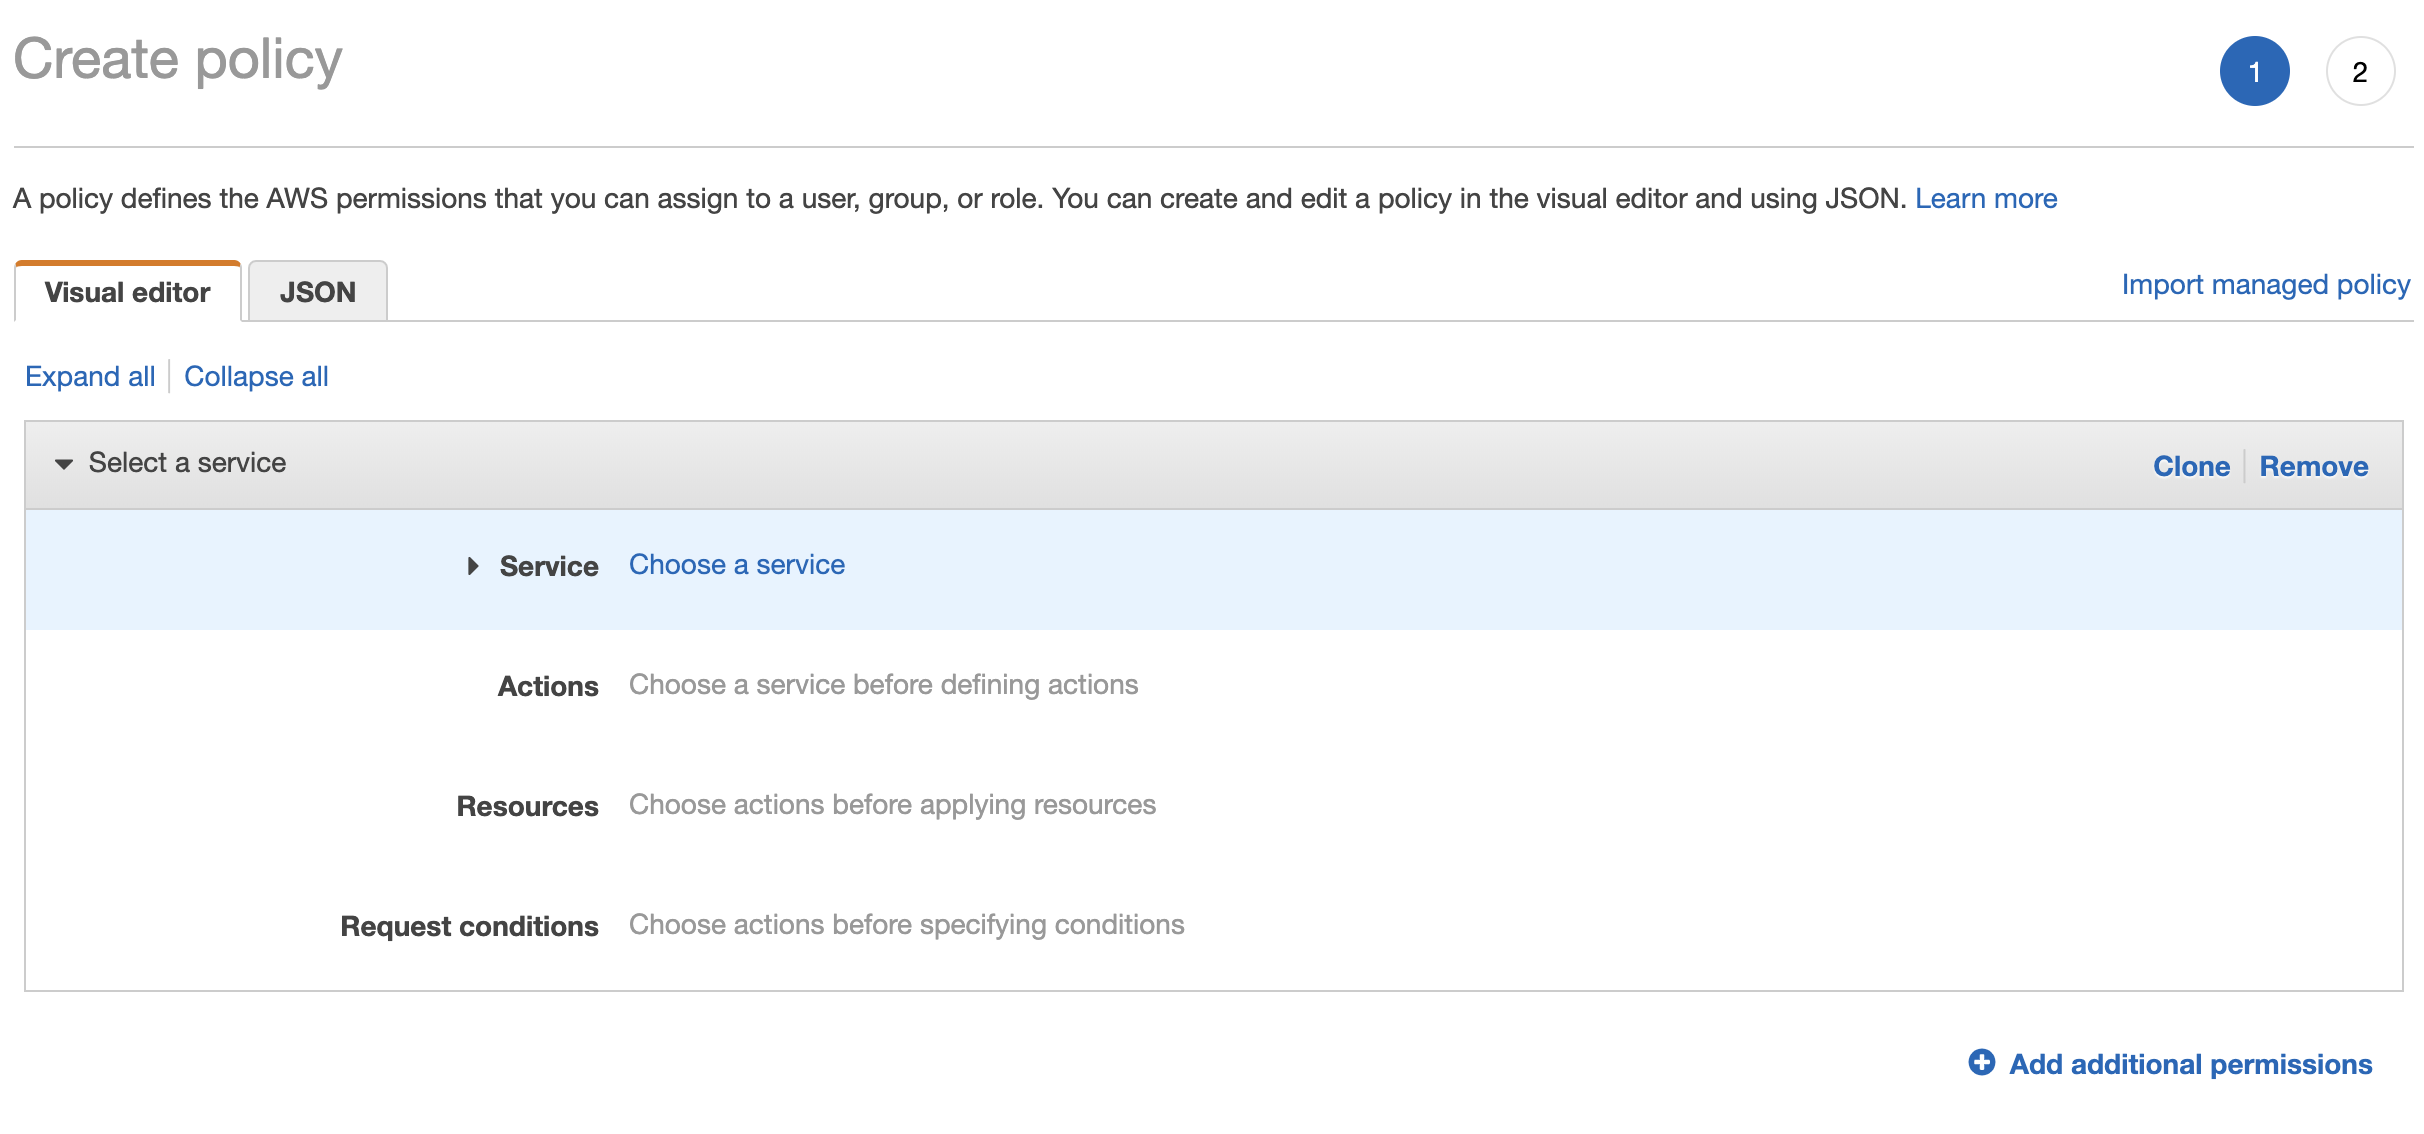 Create policy
1 2
A policy defines the AWS permissions that you can assign to a user, group, or role. You can create and edit a policy in the visual editor and using JSON. Learn more
Visual editor JSON Import managed policy
Expand all Collapse all
Select a service Clone Remove
Service Choose a service
Actions Choose a service before defining actions
Resources Choose actions before applying resources
Request conditions Choose actions before specifying conditions
Add additional permissions